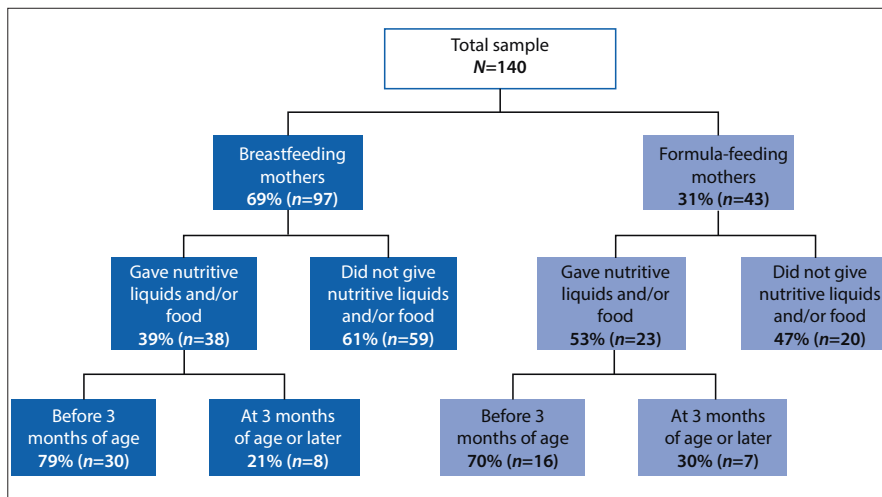 Total sample
N=140
Breastfeeding
mothers
69% (n=97)
Formula-feeding
mothers
31% (n=43)
Gave nutritive
liquids and/or
food
39% (n=38)
Did not give
nutritive liquids
and/or food
61% (n=59)
Gave nutritive
liquids and/or
food
53% (n=23)
Did not give
nutritive liquids
and/or food
47% (n=20)
Before 3
months of age
79% (n=30)
At 3 months
of age or later
21% (n=8)
Before 3
months of age
70% (n=16)
At 3 months
of age or later
30% (n=7)